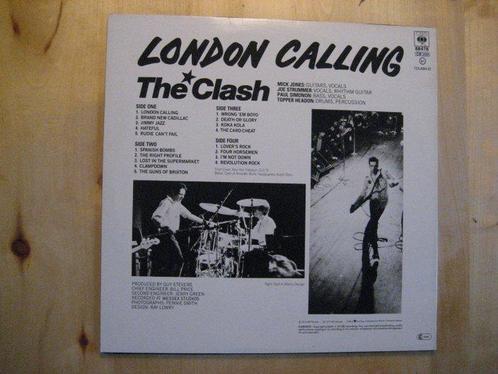 LONDON CALLING
The Clash
MICK JONES: GUITARS, VOCALS
JOE STRUMMER: VOCALS, RHYTHM GUITAR
PAUL SIMONON: BASS, VOCALS
TOPPER HEADON: DRUMS, PERCUSSION
SIDE ONE
1. LONDON CALLING
2. BRAND NEW CADILLAC
3. JIMMY JAZZ
4. HATEFUL
5. RUDIE CAN'T FAIL
SIDE TWO
1. SPANISH BOMBS
2. THE RIGHT PROFILE
3. LOST IN THE SUPERMARKET
4. CLAMPDOWN
5. THE GUNS OF BRIXTON
SIDE THREE
1. WRONG 'EM BOYO
2. DEATH OR GLORY
3. KOKA KOLA
4. THE CARD CHEAT
SIDE FOUR
1. LOVER'S ROCK
2. FOUR HORSEMEN
3. I'M NOT DOWN
4. REVOLUTION ROCK
PRODUCED BY GUY STEVENS
CHIEF ENGINEER: BILL PRICE
SECOND ENGINEER: JERRY GREEN
RECORDED AT WESSEX STUDIOS
PHOTOGRAPHS: PENNIE SMITH
DESIGN: RAY LOWRY